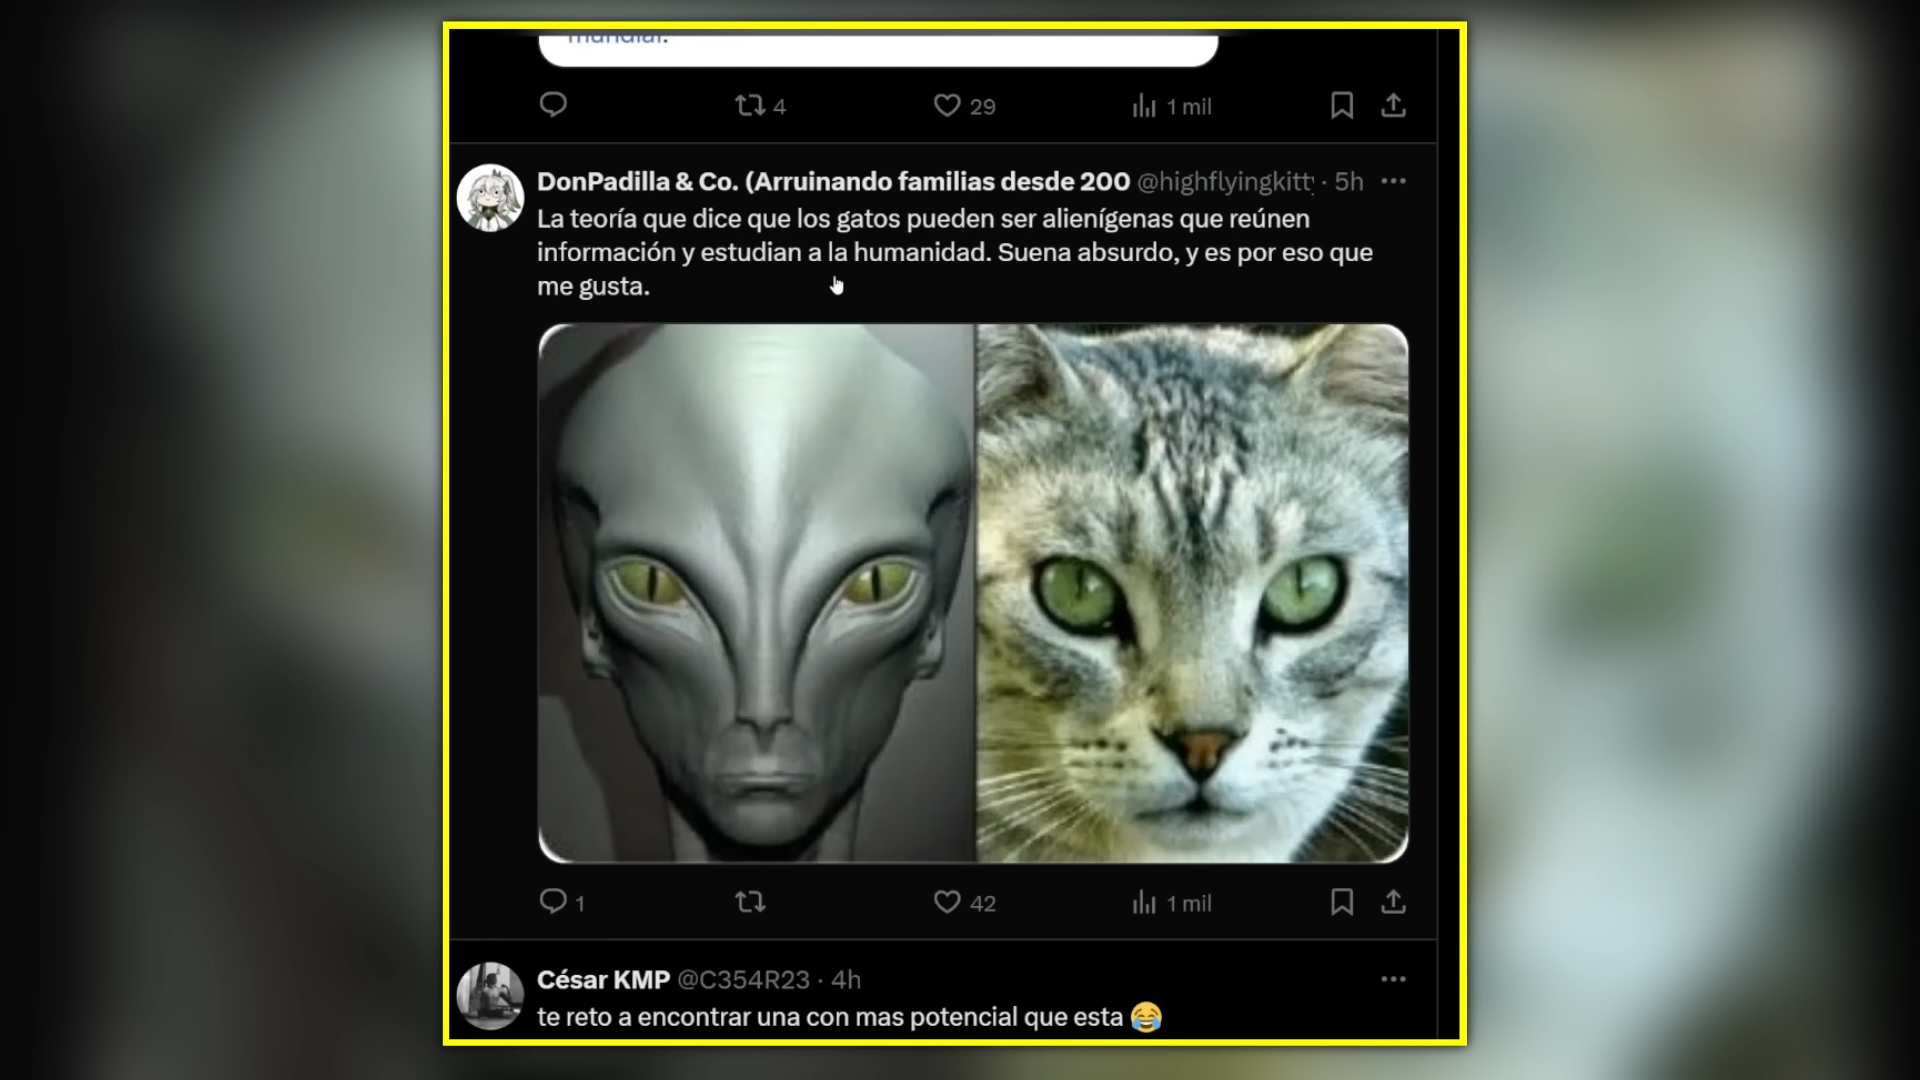 mundial.
4 29 1 mil
DonPadilla & Co. (Arruinando familias desde 200 @highflyingkitty · 5h
La teoría que dice que los gatos pueden ser alienígenas que reúnen
información y estudian a la humanidad. Suena absurdo, y es por eso que
me gusta.
1 42 1 mil
César KMP @C354R23 · 4h
te reto a encontrar una con mas potencial que esta 😂